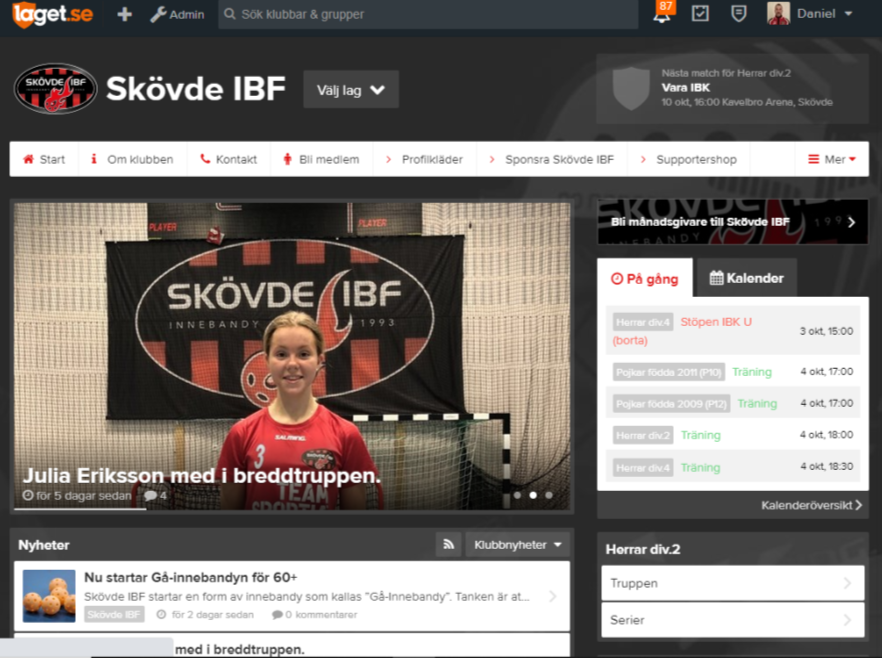 laget.se
Admin
Sök klubbar & grupper
87
Daniel
SKÖVDE IBF
Skövde IBF
Välj lag
Nästa match för Herrar div.2
Vara IBK
10 okt, 16:00 Kavelbro Arena, Skövde
Start
Om klubben
Kontakt
Bli medlem
Profilkläder
Sponsra Skövde IBF
Supportershop
Mer
PLAYER
PLAYER
SKÖVDE IBF
INNEBANDY 1993
SALMING
3
SKÖVDE
TEAM
Julia Eriksson med i breddtruppen.
för 5 dagar sedan
4
Bli månadsgivare till Skövde IBF
På gång
Kalender
Herrar div.4 Stöpen IBK U
(borta)
3 okt, 15:00
Pojkar födda 2011 (P10) Träning 4 okt, 17:00
Pojkar födda 2009 (P12) Träning 4 okt, 17:00
Herrar div.2 Träning 4 okt, 18:00
Herrar div.4 Träning 4 okt, 18:30
Kalenderöversikt
Nyheter
Klubbnyheter
Nu startar Gå-innebandyn för 60+
Skövde IBF startar en form av innebandy som kallas "Gå-Innebandy". Tanken är at...
Skövde IBF för 2 dagar sedan 0 kommentarer
med i breddtruppen.
Herrar div.2
Truppen
Serier